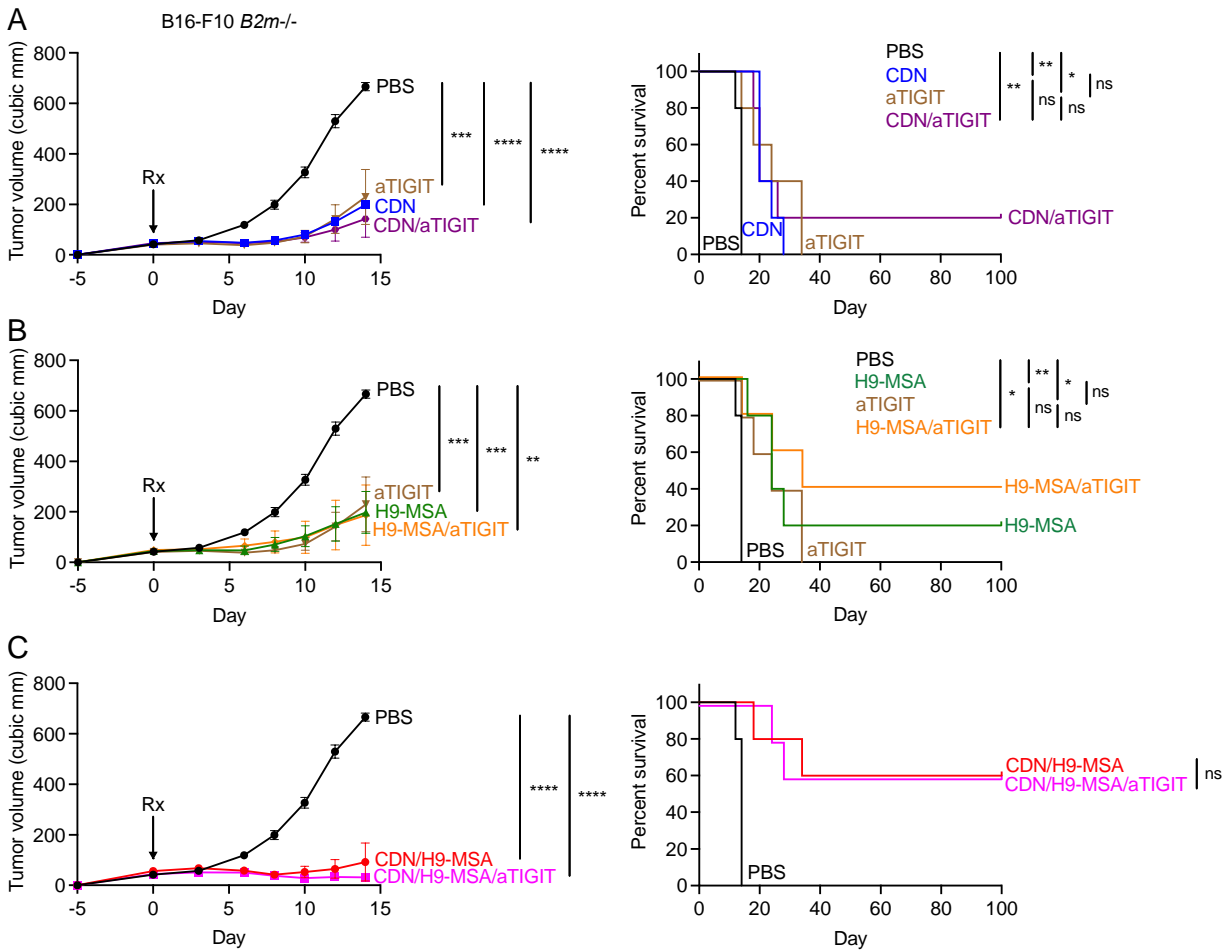 A
B16-F10 B2m-/-
Tumor volume (cubic mm)
800
600
400
200
0
Rx
PBS
aTIGIT
CDN
CDN/aTIGIT
***
****
****
-5
0
5
10
15
Day
Percent survival
100
80
60
40
20
0
PBS
CDN
aTIGIT
CDN/aTIGIT
**
**
ns
*
ns
ns
CDN/aTIGIT
PBS
CDN
aTIGIT
0
20
40
60
80
100
Day
B
Tumor volume (cubic mm)
800
600
400
200
0
Rx
PBS
aTIGIT
H9-MSA
H9-MSA/aTIGIT
***
***
**
-5
0
5
10
15
Day
Percent survival
100
80
60
40
20
0
PBS
H9-MSA
aTIGIT
H9-MSA/aTIGIT
*
**
ns
*
ns
ns
H9-MSA/aTIGIT
H9-MSA
PBS
aTIGIT
0
20
40
60
80
100
Day
C
Tumor volume (cubic mm)
800
600
400
200
0
Rx
PBS
CDN/H9-MSA
CDN/H9-MSA/aTIGIT
****
****
-5
0
5
10
15
Day
Percent survival
100
80
60
40
20
0
CDN/H9-MSA
CDN/H9-MSA/aTIGIT
ns
PBS
0
20
40
60
80
100
Day